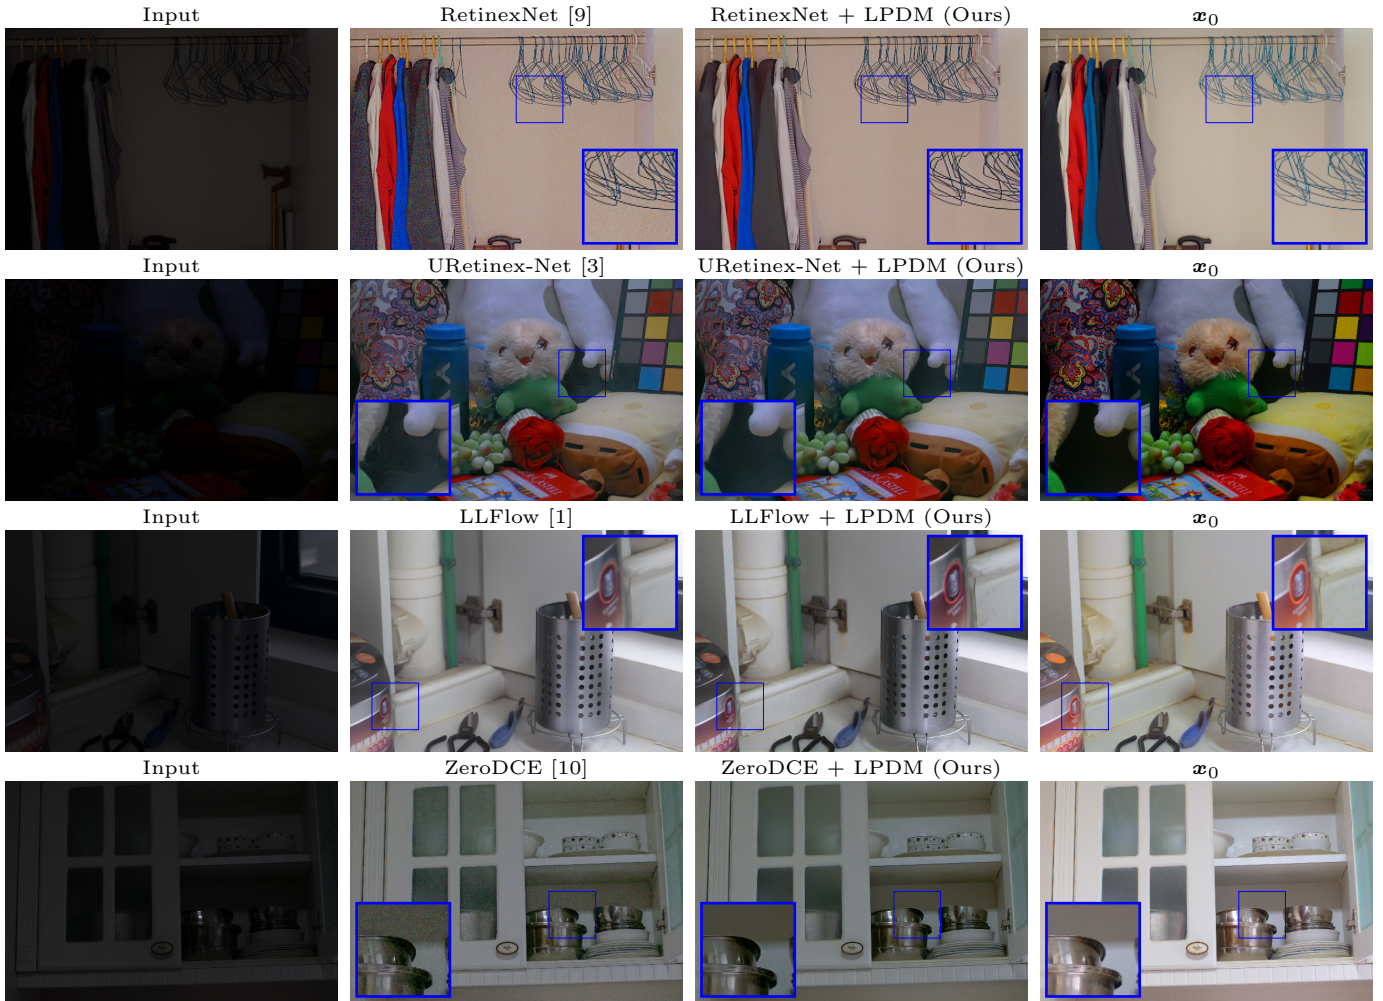 Input RetinexNet [9] RetinexNet + LPDM (Ours) x₀
Input URetinex-Net [3] URetinex-Net + LPDM (Ours) x₀
Input LLFlow [1] LLFlow + LPDM (Ours) x₀
Input ZeroDCE [10] ZeroDCE + LPDM (Ours) x₀